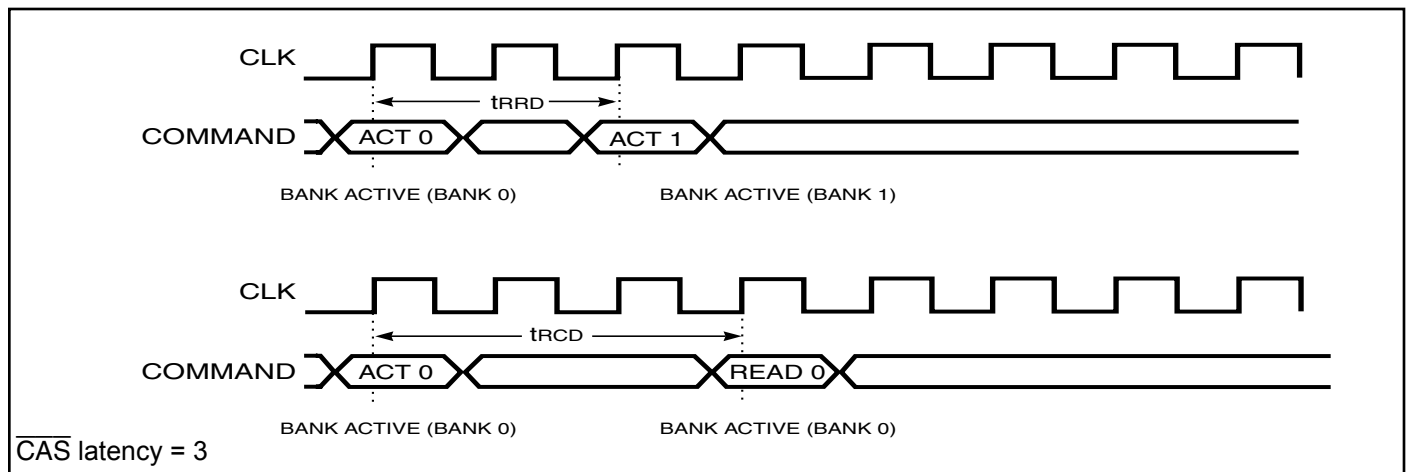 CLK
tRRD
COMMAND ACT 0 ACT 1
BANK ACTIVE (BANK 0) BANK ACTIVE (BANK 1)
CLK
tRCD
COMMAND ACT 0 READ 0
BANK ACTIVE (BANK 0) BANK ACTIVE (BANK 0)
CAS latency = 3